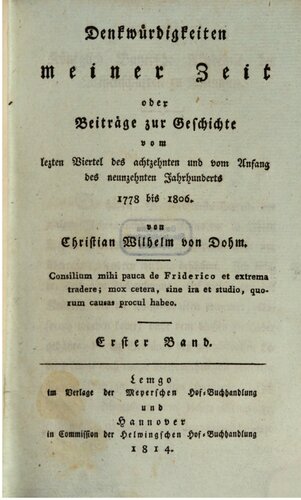 Denkwürdigkeiten
meiner Zeit
oder
Beiträge zur Geschichte
vom
lezten Viertel des achtzehnten und vom Anfang
des neunzehnten Jahrhunderts
1778 bis 1806.
von
Christian Wilhelm von Dohm.
Consilium mihi pauca de Friderico et extrema
tradere; mox cetera, sine ira et studio, quo-
rum causas procul habeo.
Erster Band.
Lemgo
im Verlage der Meyerschen Hof-Buchhandlung
und
Hannover
in Commission der Helwingschen Hof-Buchhandlung
1814.